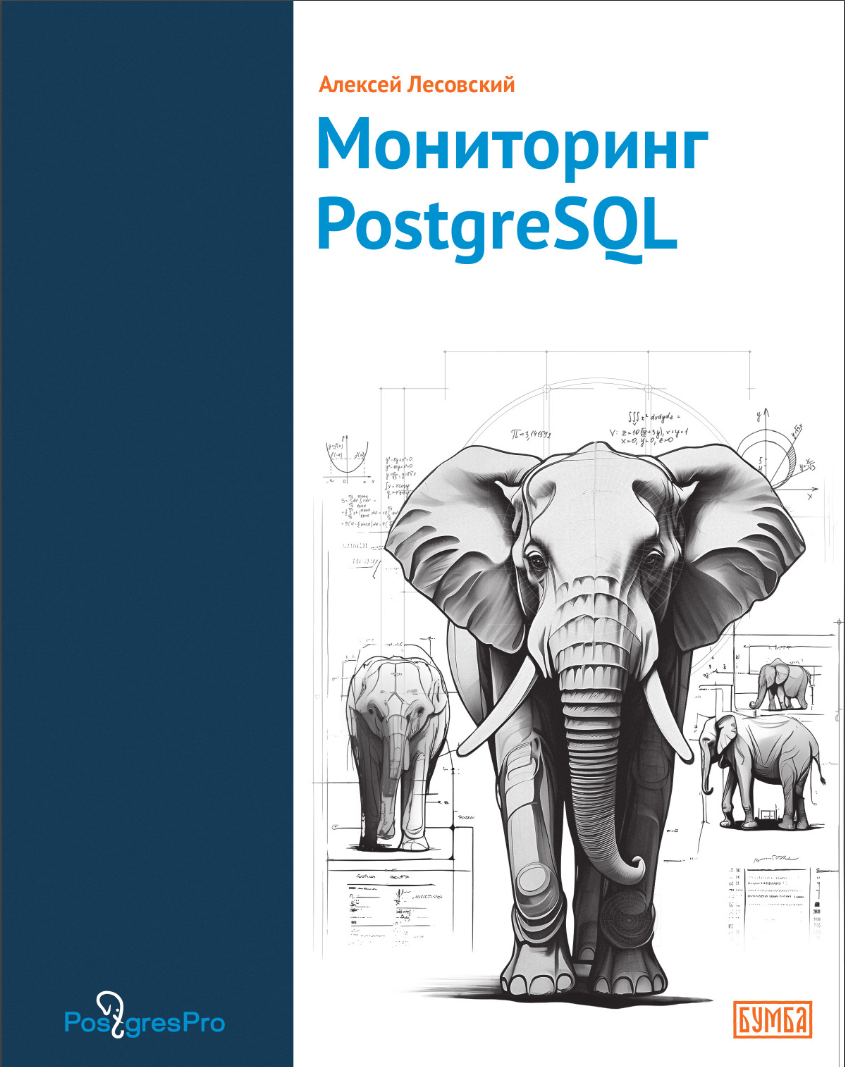 Алексей Лесовский
Мониторинг
PostgreSQL
PostgresPro
БУМБА